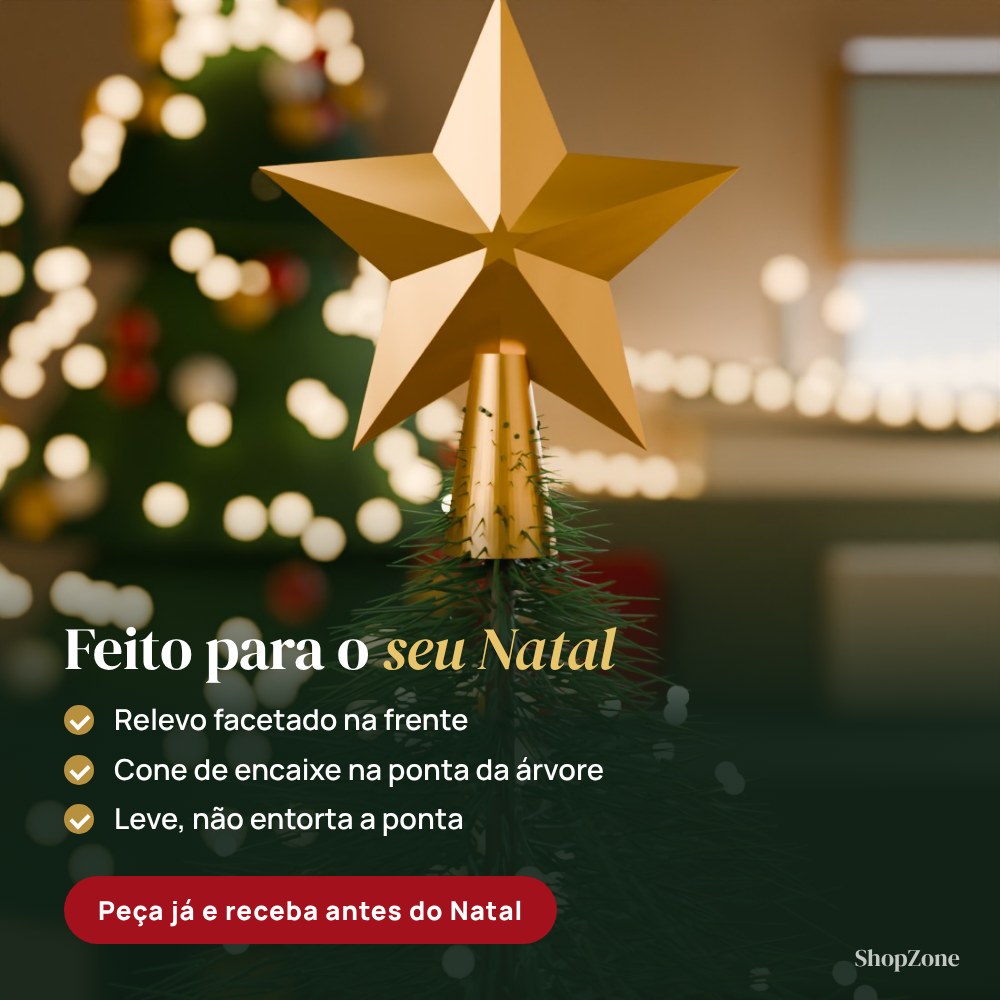 Feito para o seu Natal
Relevo facetado na frente
Cone de encaixe na ponta da árvore
Leve, não entorta a ponta
Peça já e receba antes do Natal
ShopZone